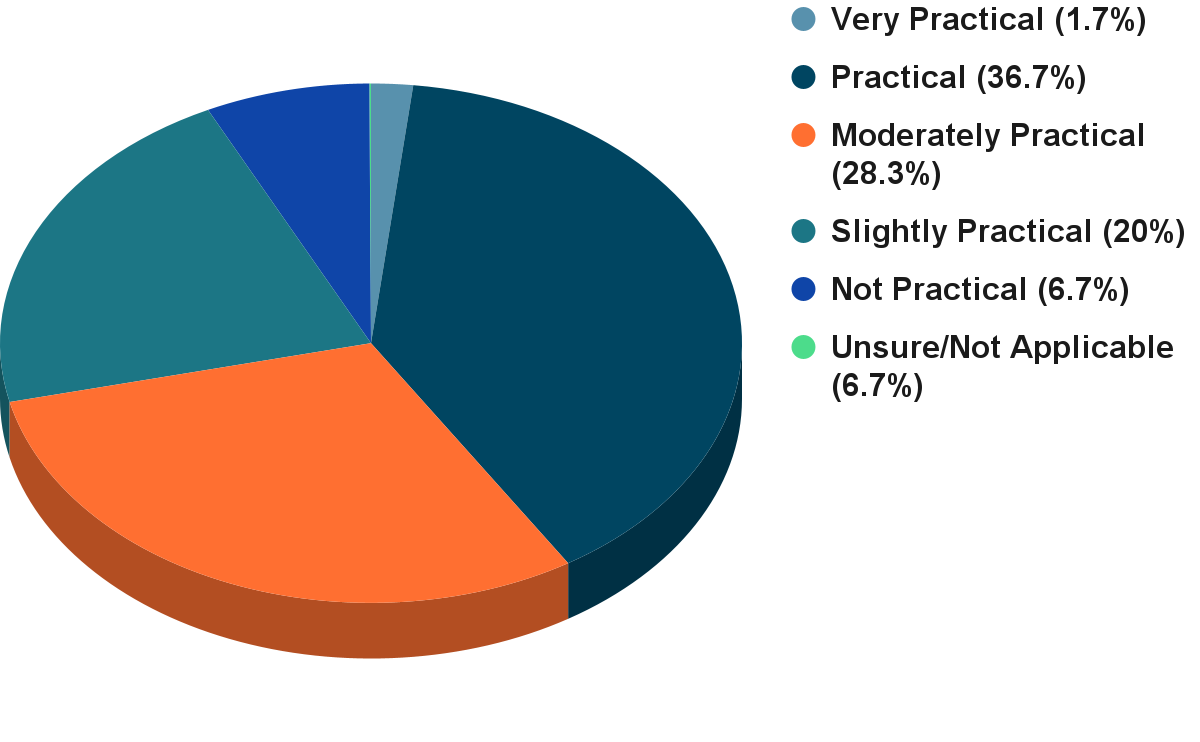 Very Practical (1.7%)
Practical (36.7%)
Moderately Practical
(28.3%)
Slightly Practical (20%)
Not Practical (6.7%)
Unsure/Not Applicable
(6.7%)